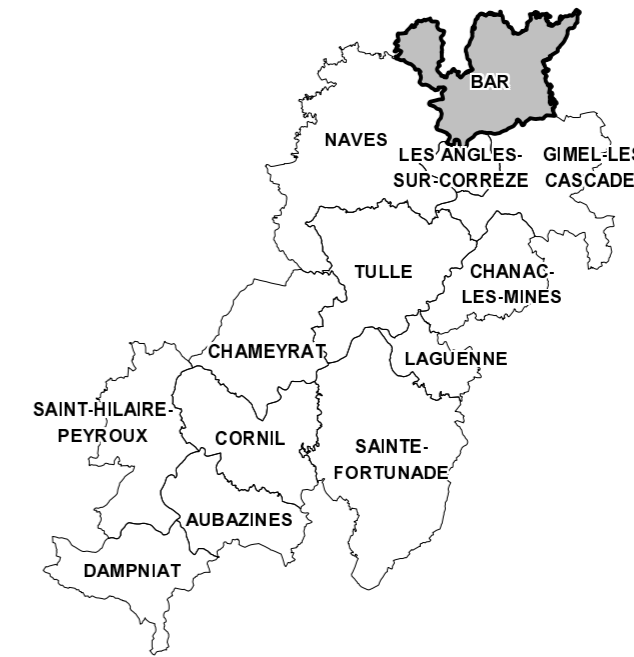 BAR
NAVES
LES ANGLES-
SUR-CORRÈZE
GIMEL-LES
CASCADE
TULLE
CHANAC-
LES-MINES
CHAMEYRAT
LAGUENNE
SAINT-HILAIRE-
PEYROUX
CORNIL
SAINTE-
FORTUNADE
AUBAZINES
DAMPNIAT